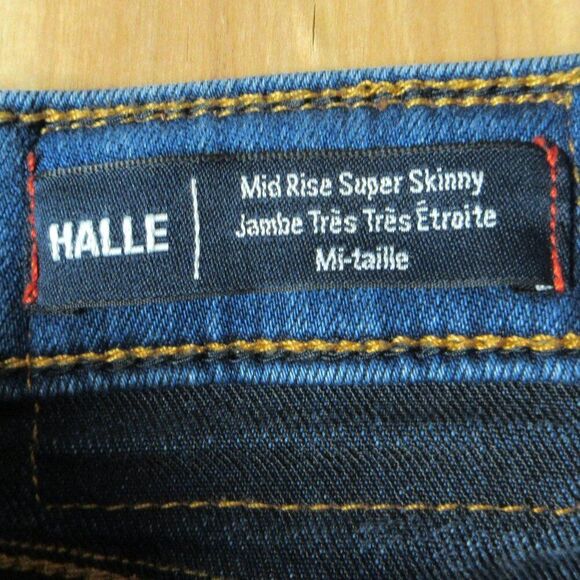 HALLE
Mid Rise Super Skinny
Jambe Très Très Étroite
Mi-taille